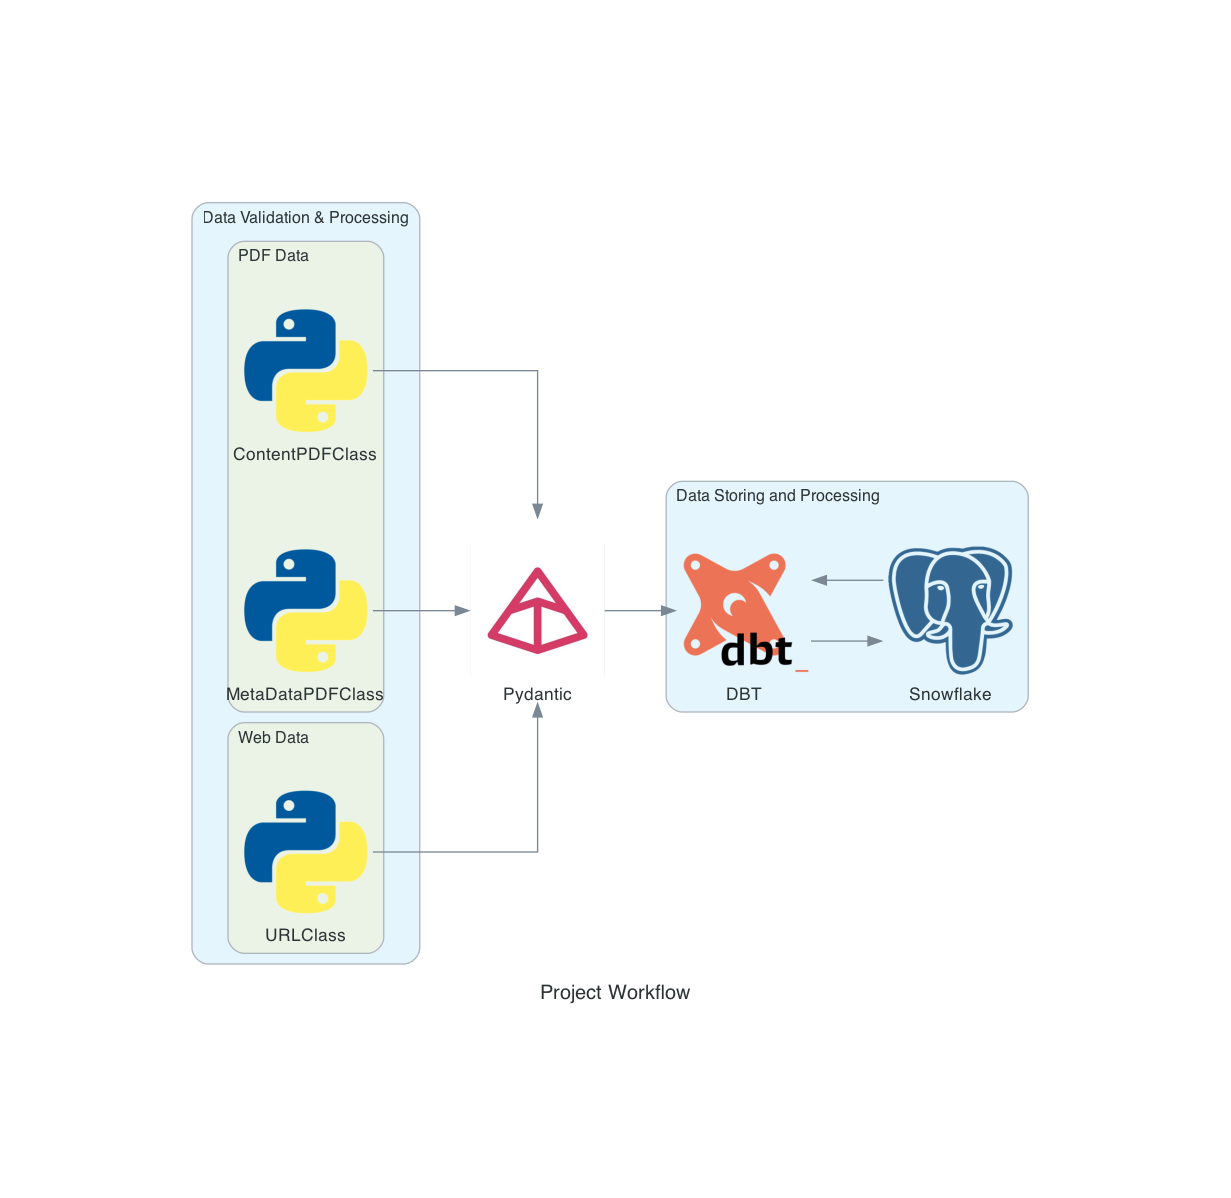 Data Validation & Processing
PDF Data
ContentPDFClass
MetaDataPDFClass
Web Data
URLClass
Pydantic
Data Storing and Processing
dbt_
DBT
Snowflake
Project Workflow